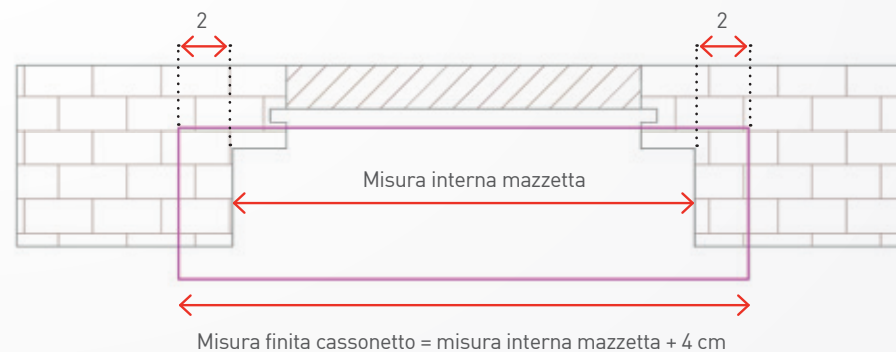 2 2
Misura interna mazzetta
Misura finita cassonetto = misura interna mazzetta + 4 cm